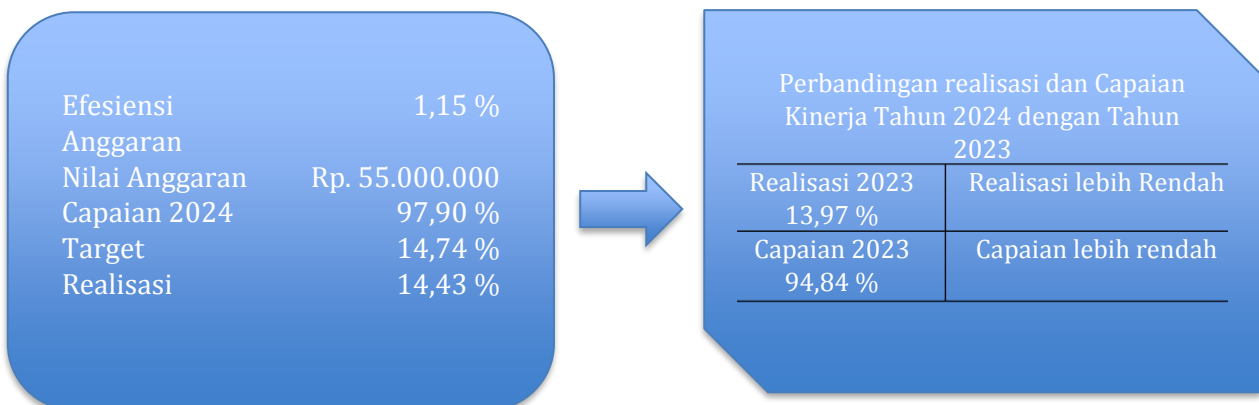 Efesiensi 1,15 %
Anggaran
Nilai Anggaran Rp. 55.000.000
Capaian 2024 97,90 %
Target 14,74 %
Realisasi 14,43 %
Perbandingan realisasi dan Capaian
Kinerja Tahun 2024 dengan Tahun
2023
Realisasi 2023 Realisasi lebih Rendah
13,97 %
Capaian 2023 Capaian lebih rendah
94,84 %